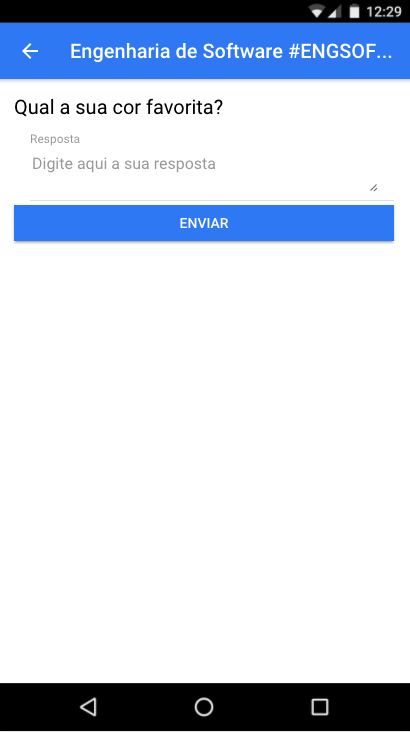 12:29
Engenharia de Software #ENGSOF...
Qual a sua cor favorita?
Resposta
Digite aqui a sua resposta
ENVIAR